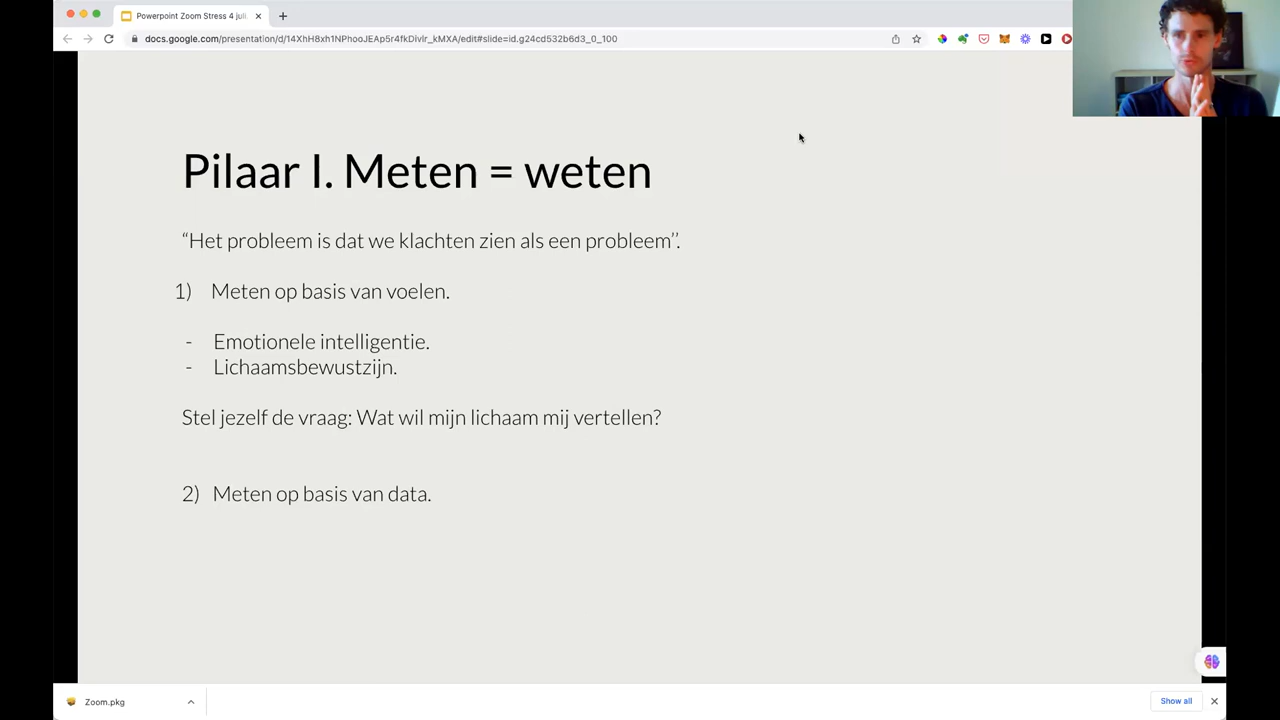 Powerpoint Zoom Stress 4 juli
docs.google.com/presentation/d/14XhH8xh1NPhooJEAp5r4fkDivlr_kMXA/edit#slide=id.g24cd532b6d3_0_100
Pilaar I. Meten = weten
“Het probleem is dat we klachten zien als een probleem’’.
1) Meten op basis van voelen.
- Emotionele intelligentie.
- Lichaamsbewustzijn.
Stel jezelf de vraag: Wat wil mijn lichaam mij vertellen?
2) Meten op basis van data.
Zoom.pkg
Show all